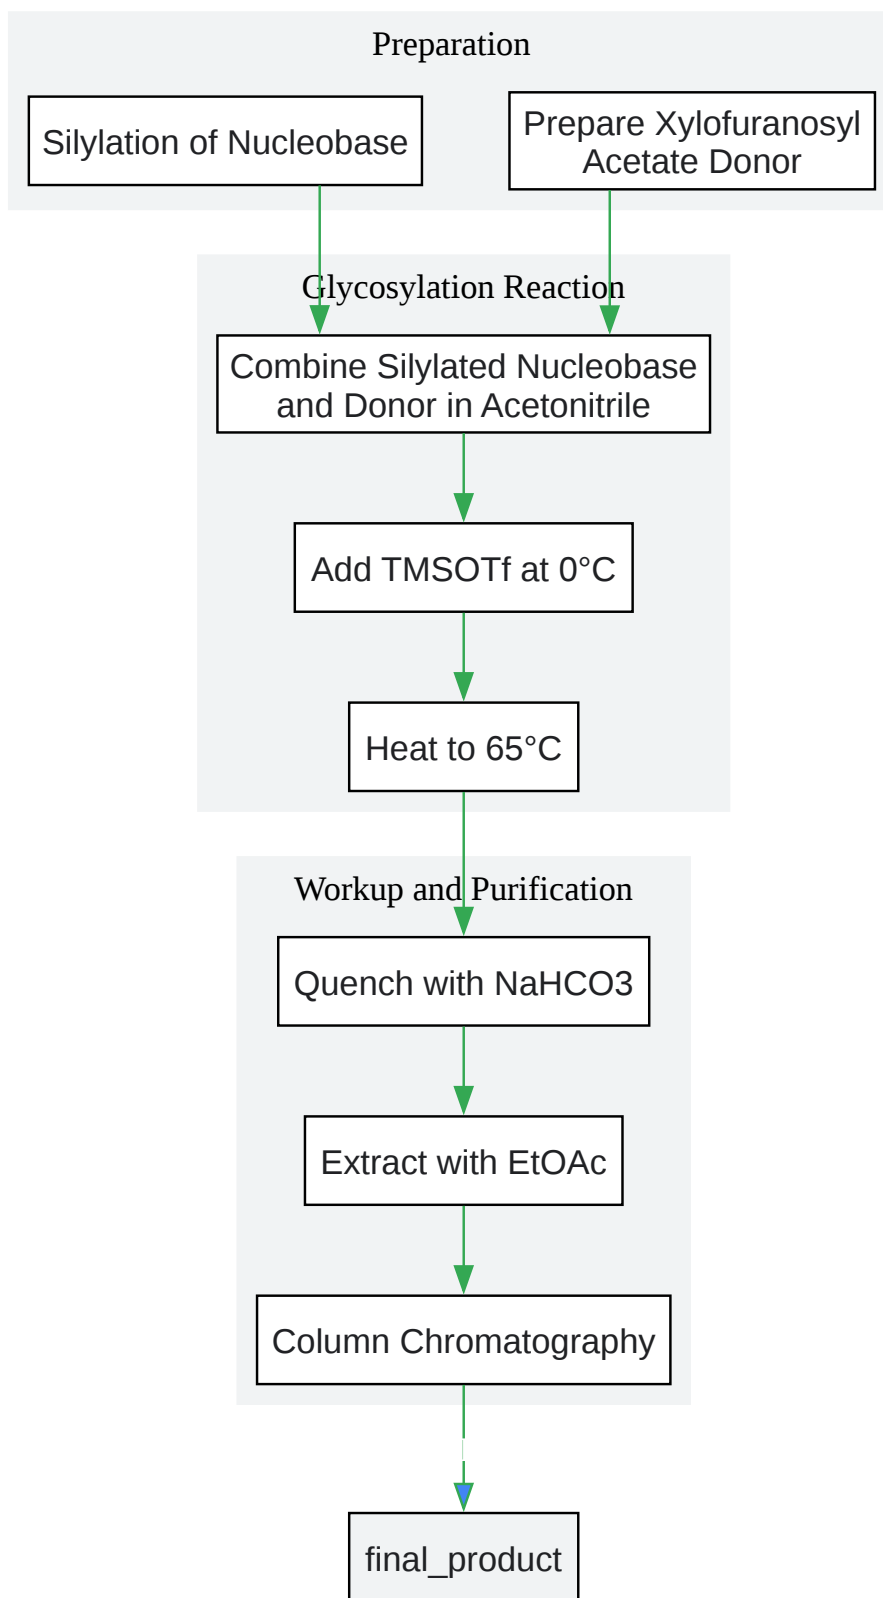 Preparation
Silylation of Nucleobase
Prepare Xylofuranosyl
Acetate Donor
Glycosylation Reaction
Combine Silylated Nucleobase
and Donor in Acetonitrile
Add TMSOTf at 0°C
Heat to 65°C
Workup and Purification
Quench with NaHCO3
Extract with EtOAc
Column Chromatography
final_product